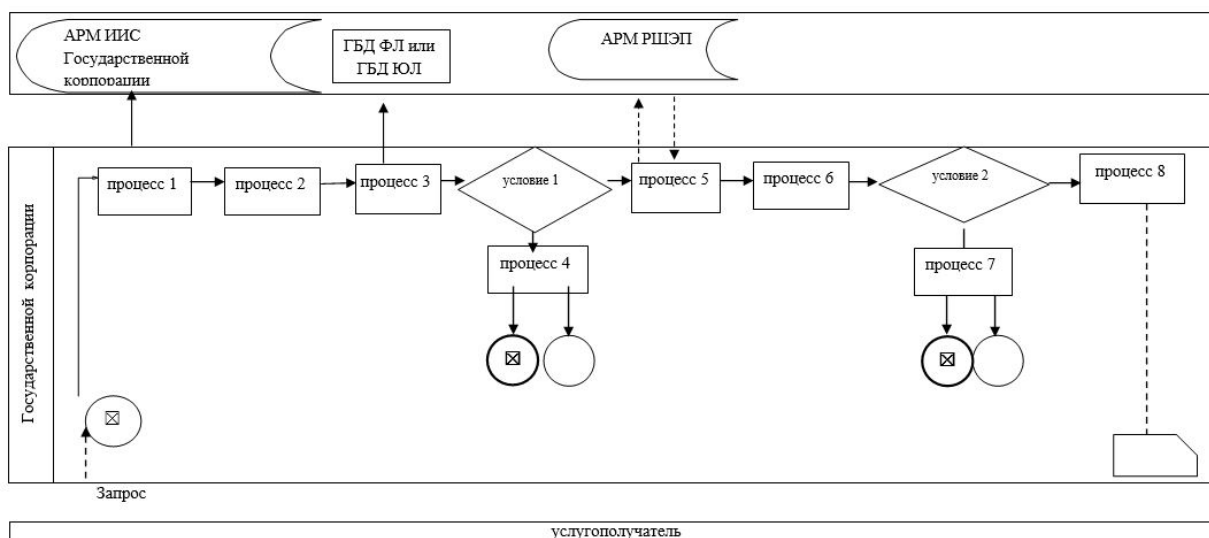 АРМ ИИС
Государственной
корпорации
ГБД ФЛ или
ГБД ЮЛ
АРМ РШЭП
Государственной корпорации
процесс 1
процесс 2
процесс 3
условие 1
процесс 5
процесс 6
условие 2
процесс 8
процесс 4
процесс 7
Запрос
услугополучатель